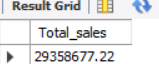 Result Grid
Total_sales
29358677.22